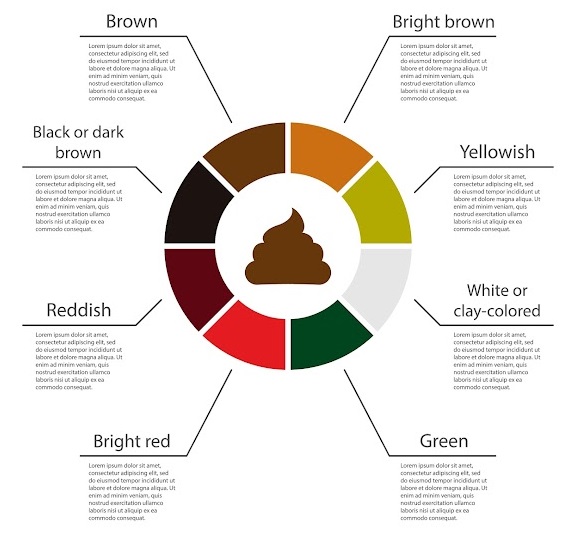 Brown
Lorem ipsum dolor sit amet,
consectetur adipiscing elit, sed do
eiusmod tempor incididunt ut
labore et dolore magna aliqua. Ut
enim ad minim veniam, quis
nostrud exercitation ullamco
laboris nisi ut aliquip ex ea
commodo consequat.
Bright brown
Lorem ipsum dolor sit amet,
consectetur adipiscing elit, sed do
eiusmod tempor incididunt ut
labore et dolore magna aliqua. Ut
enim ad minim veniam, quis
nostrud exercitation ullamco
laboris nisi ut aliquip ex ea
commodo consequat.
Black or dark
brown
Lorem ipsum dolor sit amet,
consectetur adipiscing elit, sed
do eiusmod tempor incididunt ut
labore et dolore magna aliqua.
Ut enim ad minim veniam, quis
nostrud exercitation ullamco
laboris nisi ut aliquip ex ea
commodo consequat.
Yellowish
Lorem ipsum dolor sit amet,
consectetur adipiscing elit, sed
do eiusmod tempor incididunt ut
labore et dolore magna aliqua.
Ut enim ad minim veniam, quis
nostrud exercitation ullamco
laboris nisi ut aliquip ex ea
commodo consequat.
Reddish
Lorem ipsum dolor sit amet,
consectetur adipiscing elit, sed
do eiusmod tempor incididunt ut
labore et dolore magna aliqua.
Ut enim ad minim veniam, quis
nostrud exercitation ullamco
laboris nisi ut aliquip ex ea
commodo consequat.
White or
clay-colored
Lorem ipsum dolor sit amet,
consectetur adipiscing elit, sed
do eiusmod tempor incididunt ut
labore et dolore magna aliqua.
Ut enim ad minim veniam, quis
nostrud exercitation ullamco
laboris nisi ut aliquip ex ea
commodo consequat.
Bright red
Lorem ipsum dolor sit amet,
consectetur adipiscing elit, sed do
eiusmod tempor incididunt ut
labore et dolore magna aliqua. Ut
enim ad minim veniam, quis
nostrud exercitation ullamco
laboris nisi ut aliquip ex ea
commodo consequat.
Green
Lorem ipsum dolor sit amet,
consectetur adipiscing elit, sed do
eiusmod tempor incididunt ut
labore et dolore magna aliqua. Ut
enim ad minim veniam, quis
nostrud exercitation ullamco
laboris nisi ut aliquip ex ea
commodo consequat.